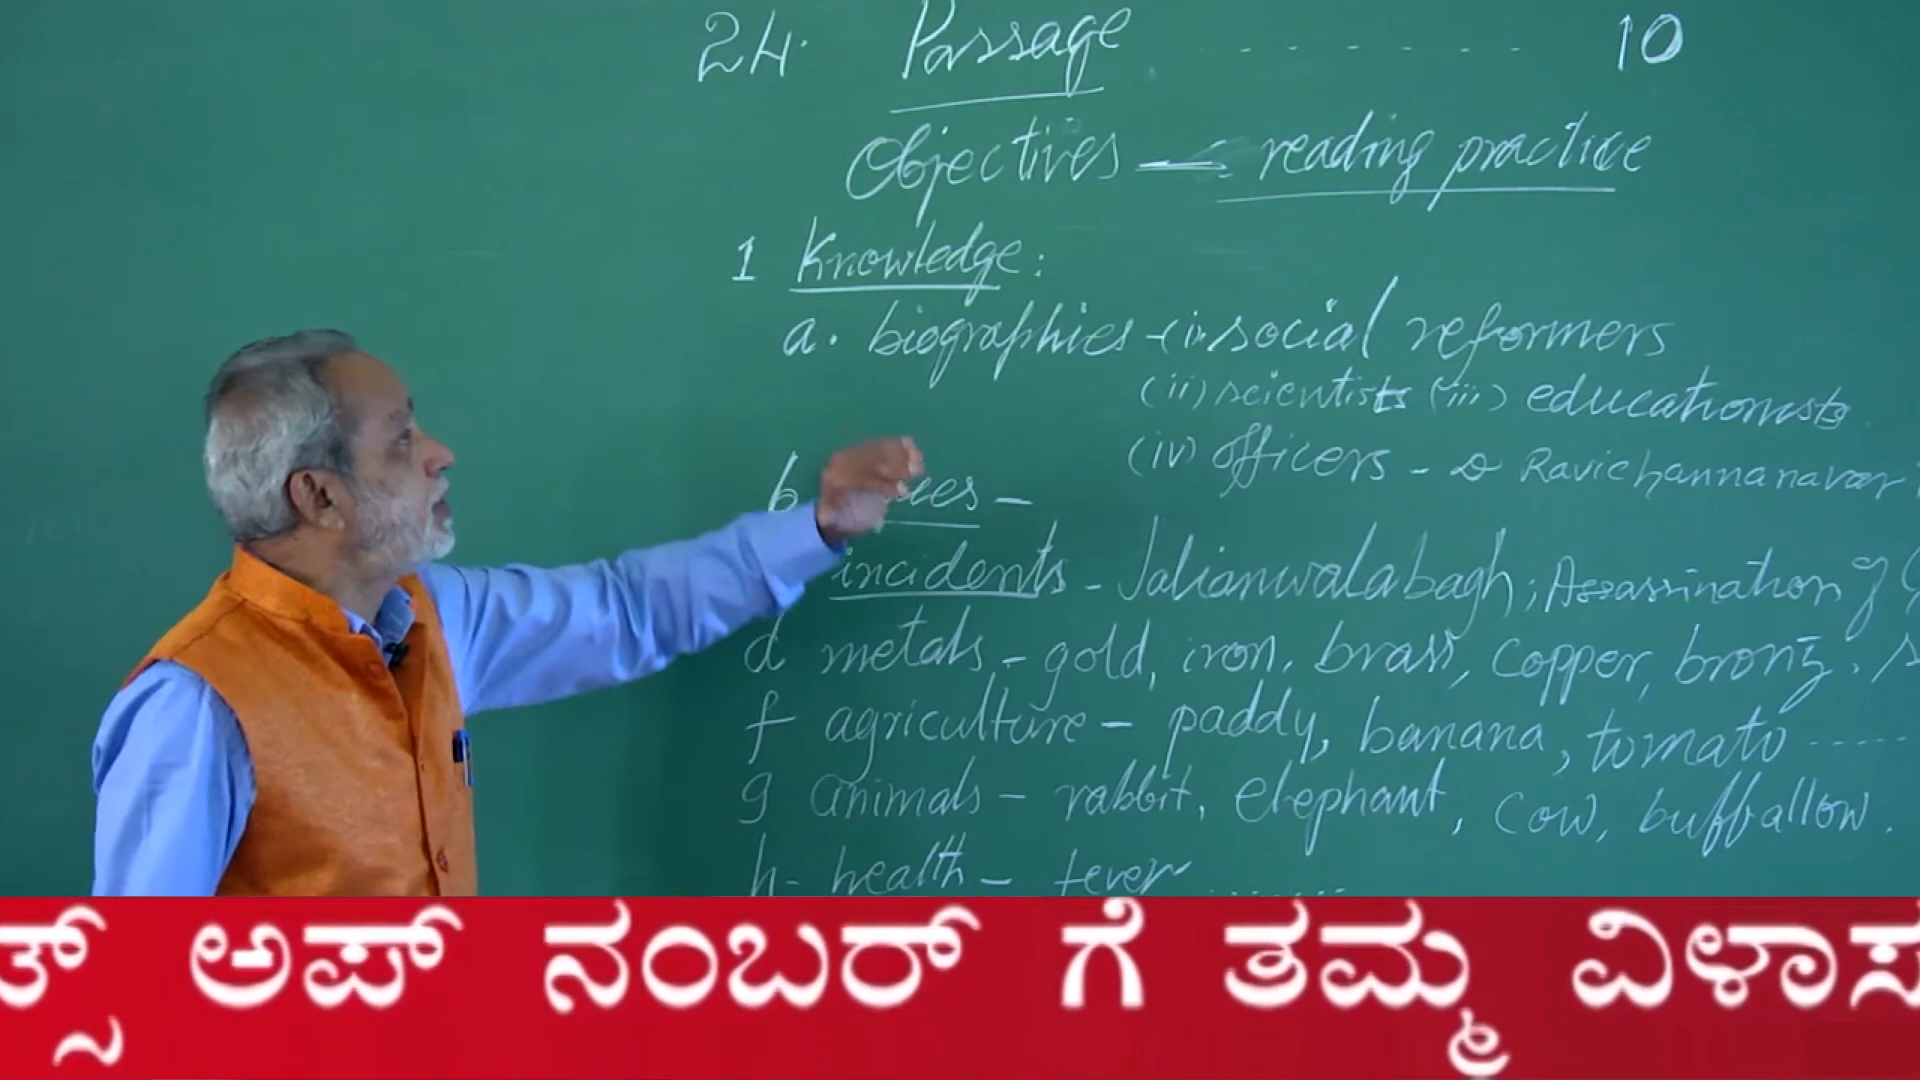 24. Passage - - - - - - - 10
Objectives — reading practice
1 Knowledge:
a. biographies - (i) social reformers
(ii) scientists (iii) educationists
(iv) officers - Ravichannanavar
b
incidents - Jalianwalabagh; Assassination of G
d metals - gold, iron, brass, copper, bronz.
f agriculture - paddy, banana, tomato .....
g animals - rabbit, elephant, cow, buffallow.
h - health - fever ......
ತ್ಸ್ ಅಪ್ ನಂಬರ್ ಗೆ ತಮ್ಮ ವಿಳಾಸ